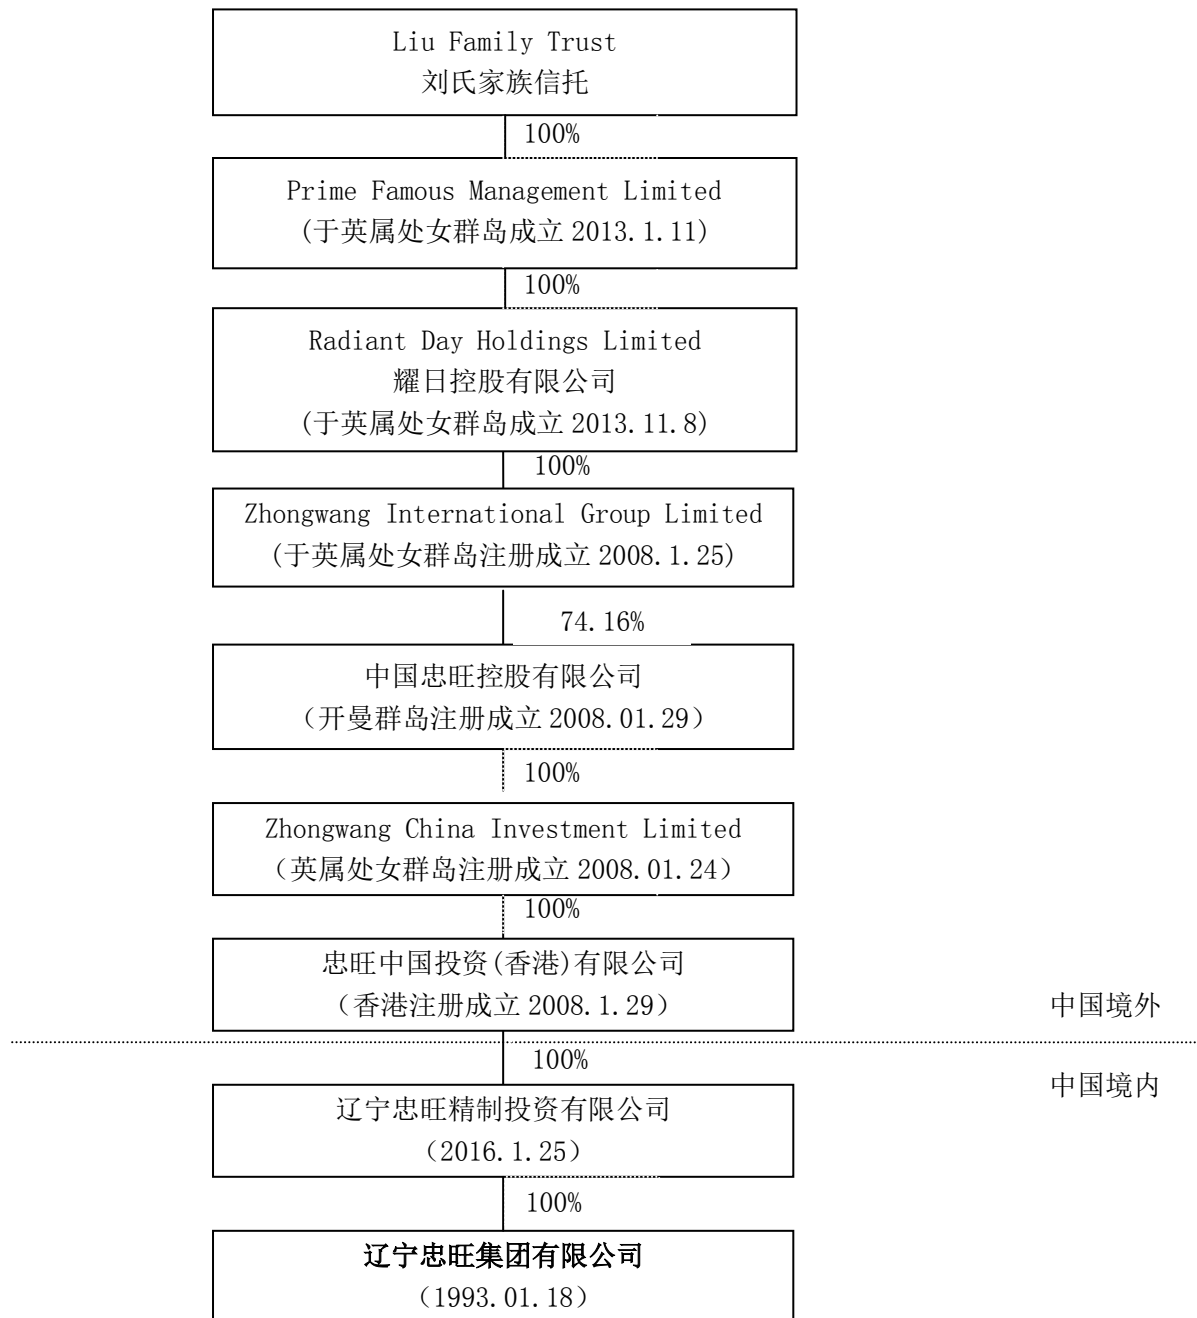 Liu Family Trust
刘氏家族信托
100%
Prime Famous Management Limited
(于英属处女群岛成立 2013.1.11)
100%
Radiant Day Holdings Limited
耀日控股有限公司
(于英属处女群岛成立 2013.11.8)
100%
Zhongwang International Group Limited
(于英属处女群岛注册成立 2008.1.25)
74.16%
中国忠旺控股有限公司
（开曼群岛注册成立 2008.01.29）
100%
Zhongwang China Investment Limited
（英属处女群岛注册成立 2008.01.24）
100%
忠旺中国投资(香港)有限公司
（香港注册成立 2008.1.29）
中国境外
100%
中国境内
辽宁忠旺精制投资有限公司
（2016.1.25）
100%
辽宁忠旺集团有限公司
（1993.01.18）